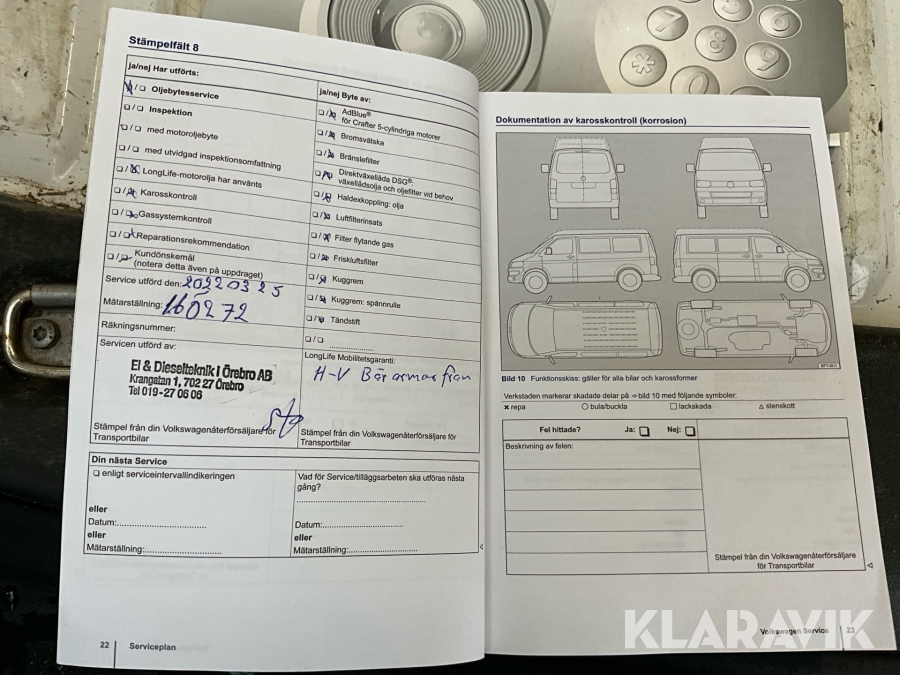 Stämpelfält 8
ja/nej Har utförts:
Oljebytesservice
Inspektion
med motoroljebyte
med utvidgad inspektionsomfattning
LongLife-motorolja har använts
Karosskontroll
Gassystemkontroll
Reparationsrekommendation
Kundönskemål
(notera detta även på uppdraget)
Service utförd den: 20220325
Mätarställning: 160272
Räkningsnummer:
Servicen utförd av:
El & Dieselteknik I Örebro AB
Krangatan 1, 702 27 Örebro
Tel 019-27 06 06
Stämpel från din Volkswagenåterförsäljare för
Transportbilar
ja/nej Byte av:
AdBlue®
för Crafter 5-cylindriga motorer
Bromsvätska
Bränslefilter
Direktväxellåda DSG®:
växellådsolja och oljefilter vid behov
Haldexkoppling: olja
Luftfilterinsats
Filter flytande gas
Friskluftsfilter
Kuggrem
Kuggrem: spännrulle
Tändstift
LongLife Mobilitetsgaranti:
H-V Bärarmar fram
Stämpel från din Volkswagenåterförsäljare för
Transportbilar
Din nästa Service
enligt serviceintervallindikeringen
eller
Datum:
eller
Mätarställning:
Vad för Service/tilläggsarbeten ska utföras nästa
gång?
Datum:
eller
Mätarställning:
22 Serviceplan
Dokumentation av karosskontroll (korrosion)
Bild 10 Funktionsskiss: gäller för alla bilar och karossformer
Verkstaden markerar skadade delar på ⇒ bild 10 med följande symboler:
× repa ○ bula/buckla □ lackskada △ stenskott
Fel hittade? Ja: Nej:
Beskrivning av felen:
Stämpel från din Volkswagenåterförsäljare
för Transportbilar
Volkswagen Service 23
KLARAVIK
7
5
8
6
9